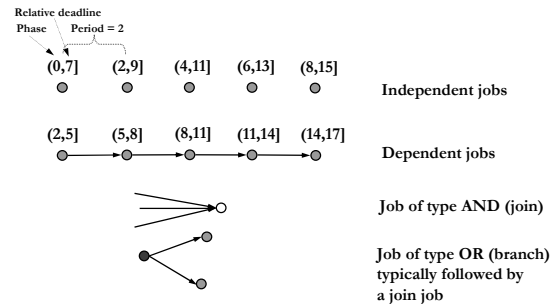 Relative deadline
Phase Period = 2
(0,7] (2,9] (4,11] (6,13] (8,15]
Independent jobs
(2,5] (5,8] (8,11] (11,14] (14,17]
Dependent jobs
Job of type AND (join)
Job of type OR (branch)
typically followed by
a join job